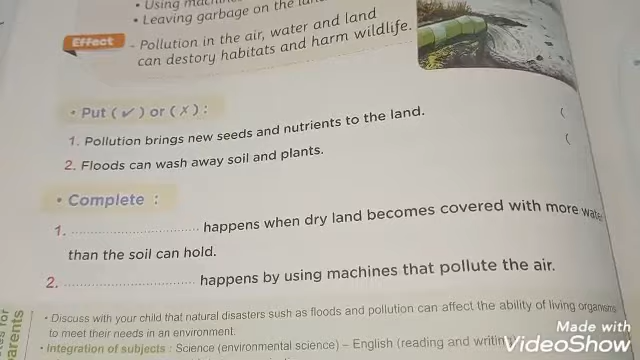 • Using
• Leaving garbage on the
Effect - Pollution in the air, water and land
can destory habitats and harm wildlife.
• Put ( ✓ ) or ( ✗ ) :
1. Pollution brings new seeds and nutrients to the land. (
2. Floods can wash away soil and plants. (
• Complete :
1. ................................ happens when dry land becomes covered with more water
than the soil can hold.
2. ................................ happens by using machines that pollute the air.
• Discuss with your child that natural disasters sush as floods and pollution can affect the ability of living organisms
to meet their needs in an environment.
• Integration of subjects : Science (environmental science) – English (reading and writing
for
arents
Made with
VideoShow